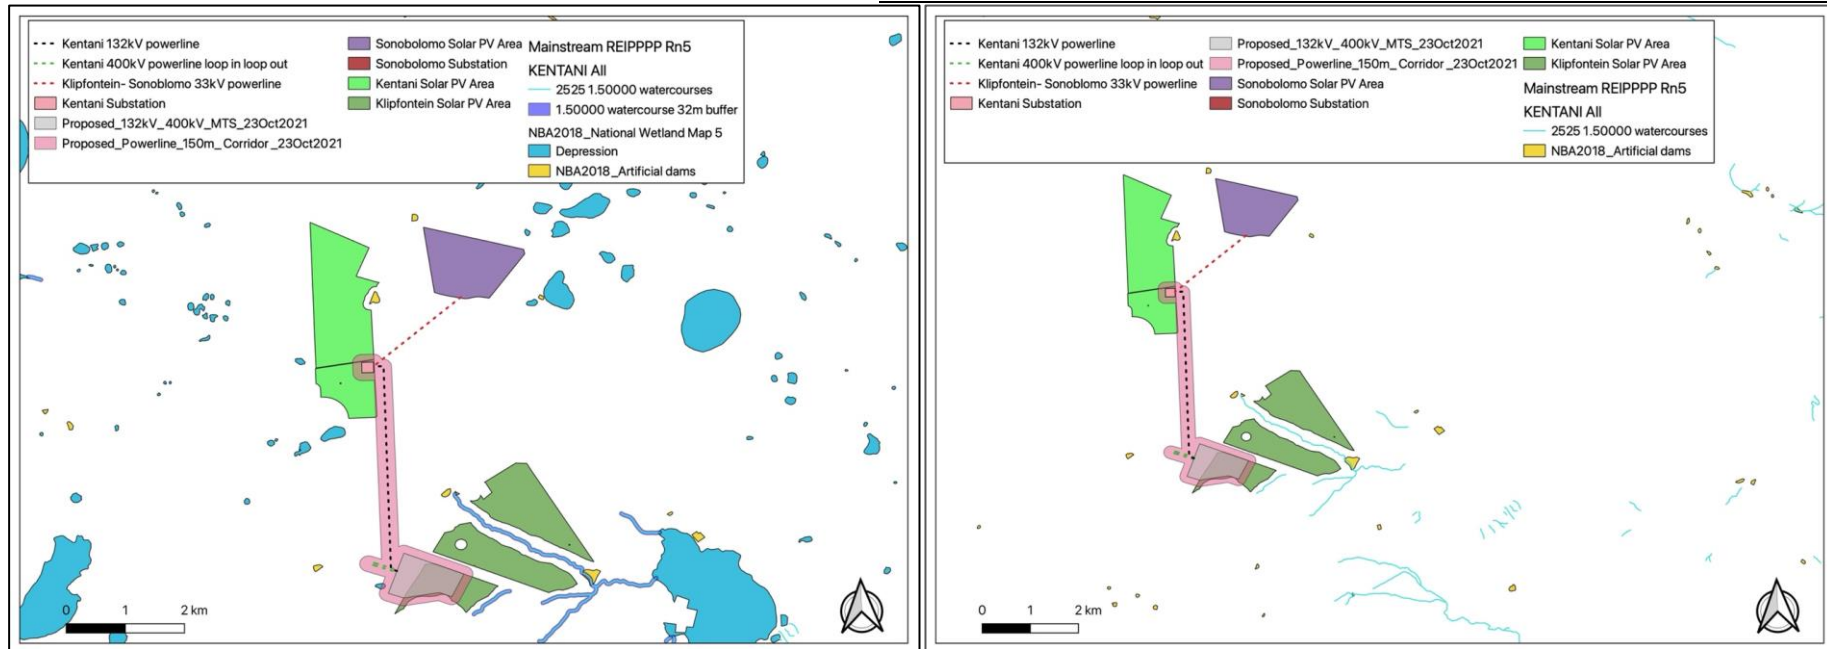 Kentani 132kV powerline
Kentani 400kV powerline loop in loop out
Klipfontein- Sonoblomo 33kV powerline
Kentani Substation
Proposed_132kV_400kV_MTS_23Oct2021
Proposed_Powerline_150m_Corridor_23Oct2021
Sonobolomo Solar PV Area
Sonobolomo Substation
Kentani Solar PV Area
Klipfontein Solar PV Area
Mainstream REIPPPP Rn5
KENTANI All
2525 1.50000 watercourses
1.50000 watercourse 32m buffer
NBA2018_National Wetland Map 5
Depression
NBA2018_Artificial dams
0 1 2 km
Kentani 132kV powerline
Kentani 400kV powerline loop in loop out
Klipfontein- Sonoblomo 33kV powerline
Kentani Substation
Proposed_132kV_400kV_MTS_23Oct2021
Proposed_Powerline_150m_Corridor_23Oct2021
Sonobolomo Solar PV Area
Sonobolomo Substation
Kentani Solar PV Area
Klipfontein Solar PV Area
Mainstream REIPPPP Rn5
KENTANI All
2525 1.50000 watercourses
NBA2018_Artificial dams
0 1 2 km